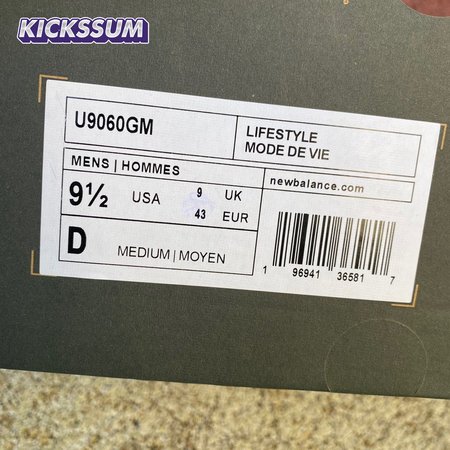 KICKSSUM
U9060GM
LIFESTYLE
MODE DE VIE
MENS | HOMMES
9½ USA 9 UK
43 EUR
newbalance.com
D MEDIUM | MOYEN
1 96941 36581 7